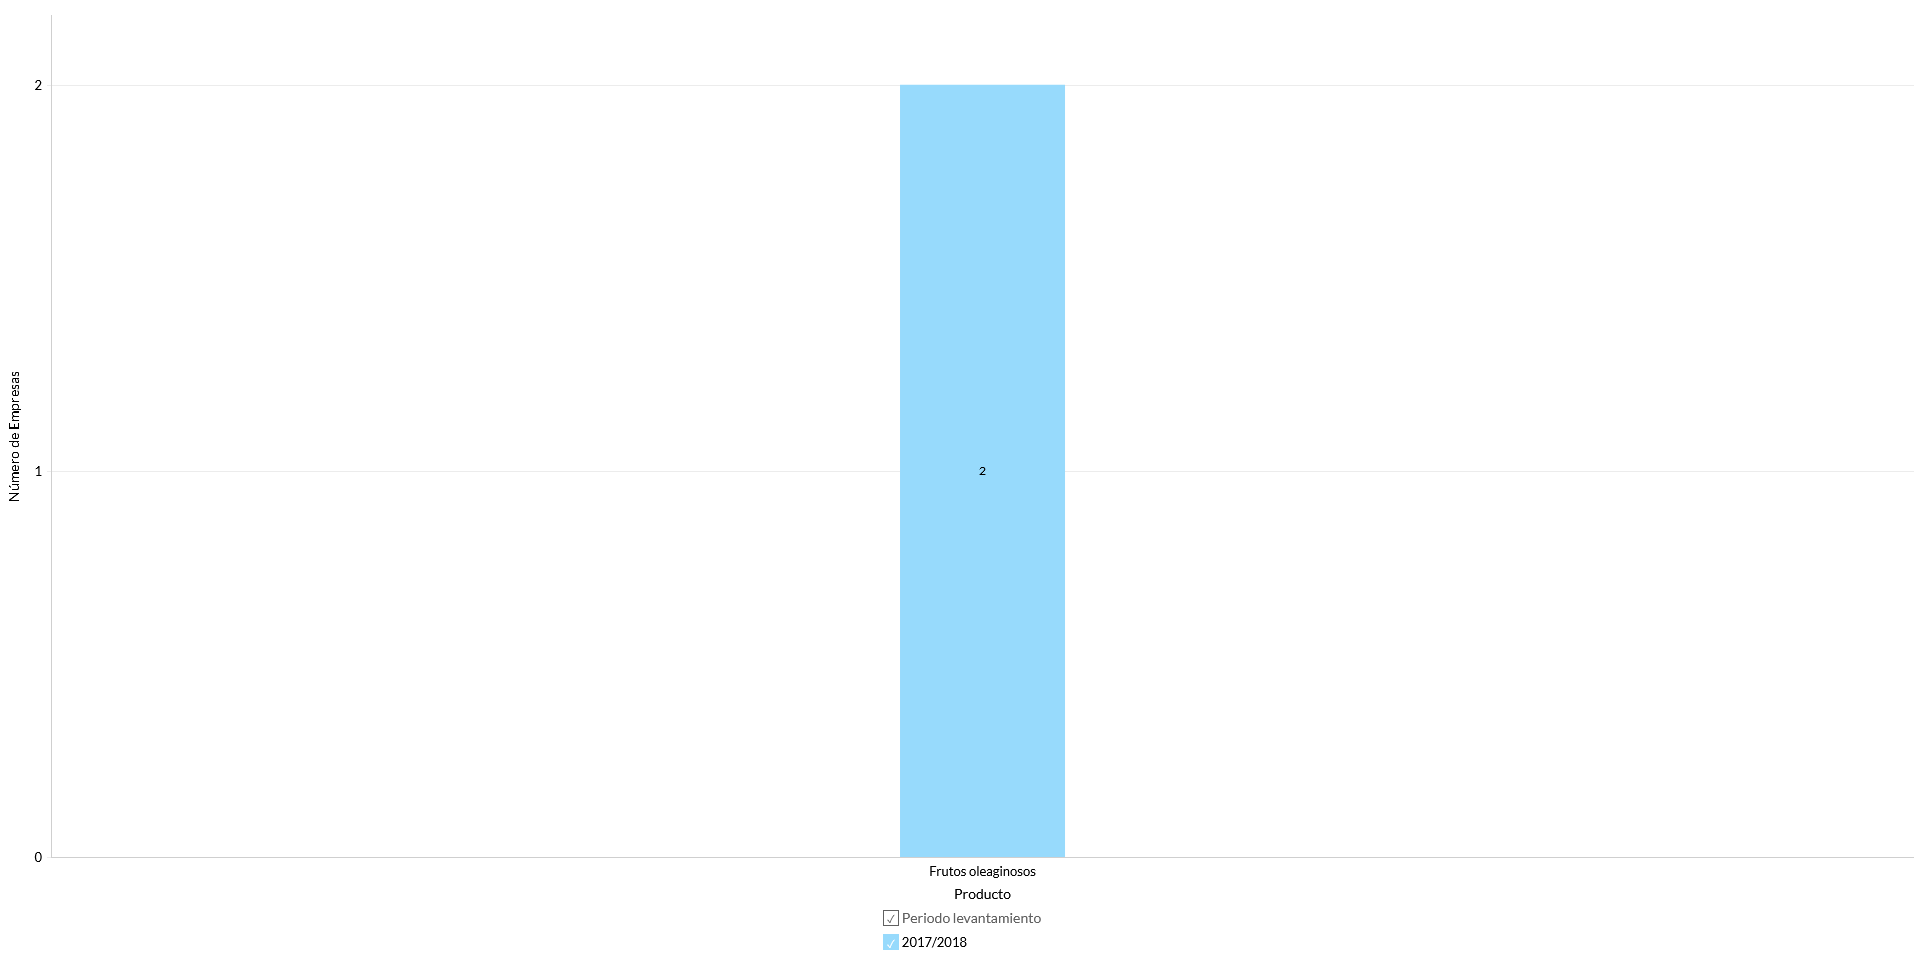 Número de Empresas
2
1
0
2
Frutos oleaginosos
Producto
Periodo levantamiento
2017/2018